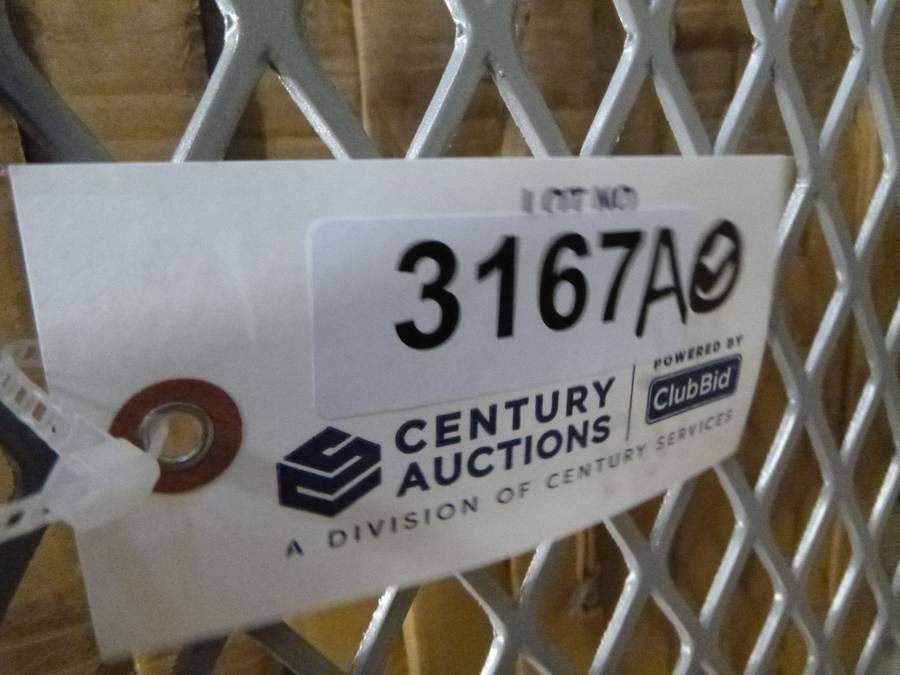 LOT NO
3167A
CENTURY
AUCTIONS
POWERED BY
ClubBid
A DIVISION OF CENTURY SERVICES